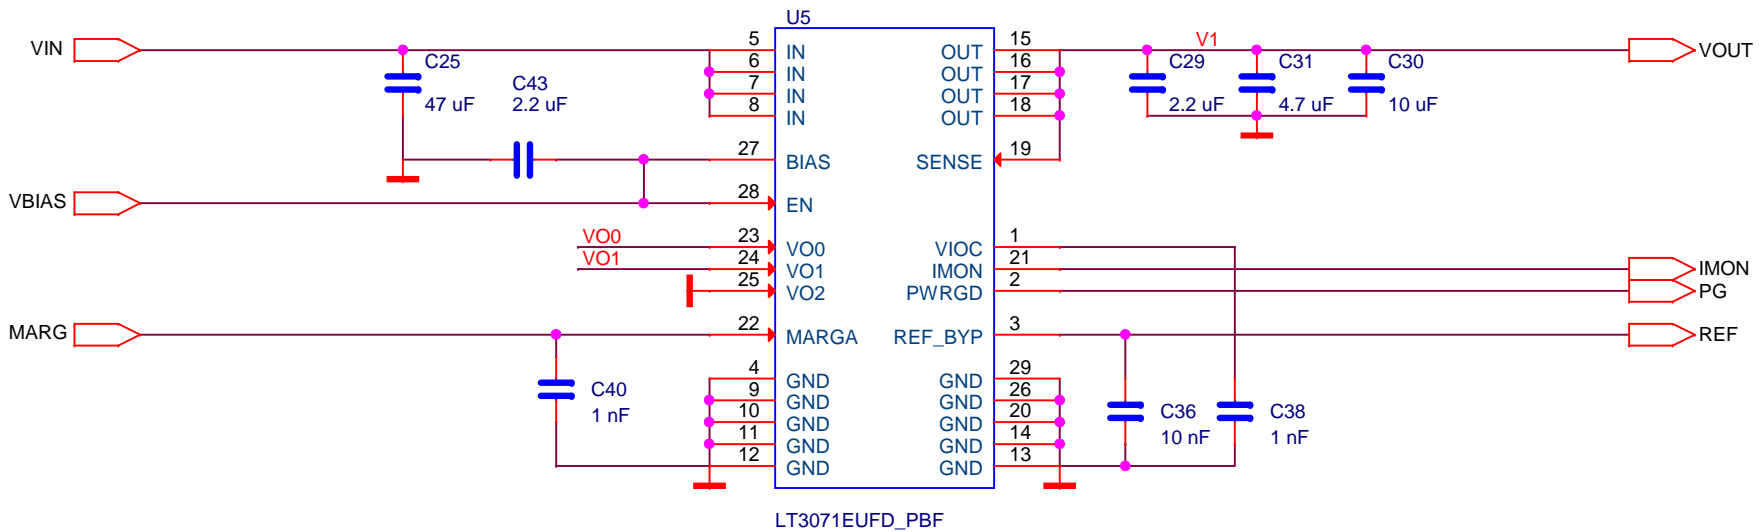 U5
VIN
5
IN
OUT
15
V1
VOUT
6
IN
OUT
16
7
IN
OUT
17
8
IN
OUT
18
C25
47 uF
C43
2.2 uF
C29
2.2 uF
C31
4.7 uF
C30
10 uF
27
BIAS
SENSE
19
VBIAS
28
EN
VO0
23
VO0
VIOC
1
VO1
24
VO1
IMON
21
IMON
25
VO2
PWRGD
2
PG
MARG
22
MARGA
REF_BYP
3
REF
4
GND
GND
29
9
GND
GND
26
10
GND
GND
20
11
GND
GND
14
12
GND
GND
13
C40
1 nF
C36
10 nF
C38
1 nF
LT3071EUFD_PBF